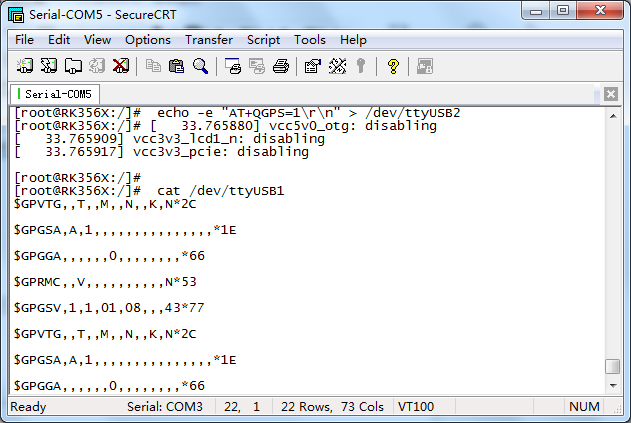 Serial-COM5 - SecureCRT
File Edit View Options Transfer Script Tools Help
Serial-COM5
[root@RK356X:/]#  echo -e "AT+QGPS=1\r\n" > /dev/ttyUSB2
[root@RK356X:/]# [   33.765880] vcc5v0_otg: disabling
[   33.765909] vcc3v3_lcd1_n: disabling
[   33.765917] vcc3v3_pcie: disabling
[root@RK356X:/]#
[root@RK356X:/]#  cat /dev/ttyUSB1
$GPVTG,,T,,M,,N,,K,N*2C
$GPGSA,A,1,,,,,,,,,,,,,,,*1E
$GPGGA,,,,,,0,,,,,,,,*66
$GPRMC,,V,,,,,,,,,,N*53
$GPGSV,1,1,01,08,,,43*77
$GPVTG,,T,,M,,N,,K,N*2C
$GPGSA,A,1,,,,,,,,,,,,,,,*1E
$GPGGA,,,,,,0,,,,,,,,*66
Ready Serial: COM3 22, 1 22 Rows, 73 Cols VT100 NUM